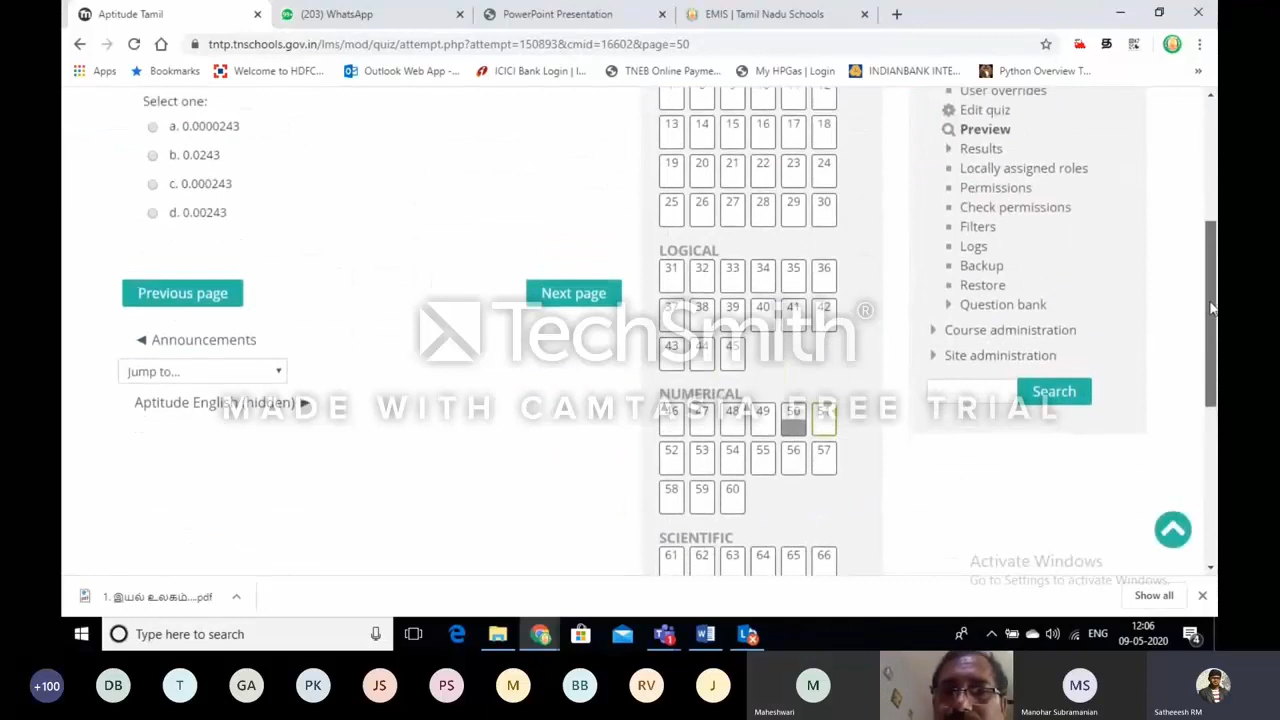 Aptitude Tamil
(203) WhatsApp
PowerPoint Presentation
EMIS | Tamil Nadu Schools
tntp.tnschools.gov.in/lms/mod/quiz/attempt.php?attempt=150893&cmid=16602&page=50
Apps
Bookmarks
Welcome to HDFC...
Outlook Web App -...
ICICI Bank Login | I...
TNEB Online Payme...
My HPGas | Login
INDIANBANK INTE...
Python Overview T...
»
Select one:
a. 0.0000243
b. 0.0243
c. 0.000243
d. 0.00243
Previous page
Next page
◄ Announcements
Jump to...
Aptitude English (hidden) ►
13 14 15 16 17 18
19 20 21 22 23 24
25 26 27 28 29 30
LOGICAL
31 32 33 34 35 36
37 38 39 40 41 42
43 44 45
NUMERICAL
46 47 48 49 50
52 53 54 55 56 57
58 59 60
SCIENTIFIC
61 62 63 64 65 66
User overrides
Edit quiz
Preview
Results
Locally assigned roles
Permissions
Check permissions
Filters
Logs
Backup
Restore
Question bank
Course administration
Site administration
Search
TechSmith®
MADE WITH CAMTASIA FREE TRIAL
Activate Windows
Go to Settings to activate Windows.
1. இயல் உலகம்....pdf
Show all
Type here to search
ENG
12:06
09-05-2020
4
+100
DB
T
GA
PK
JS
PS
M
BB
RV
J
M
MS
Maheshwari
Manohar Subramanian
Satheeesh RM